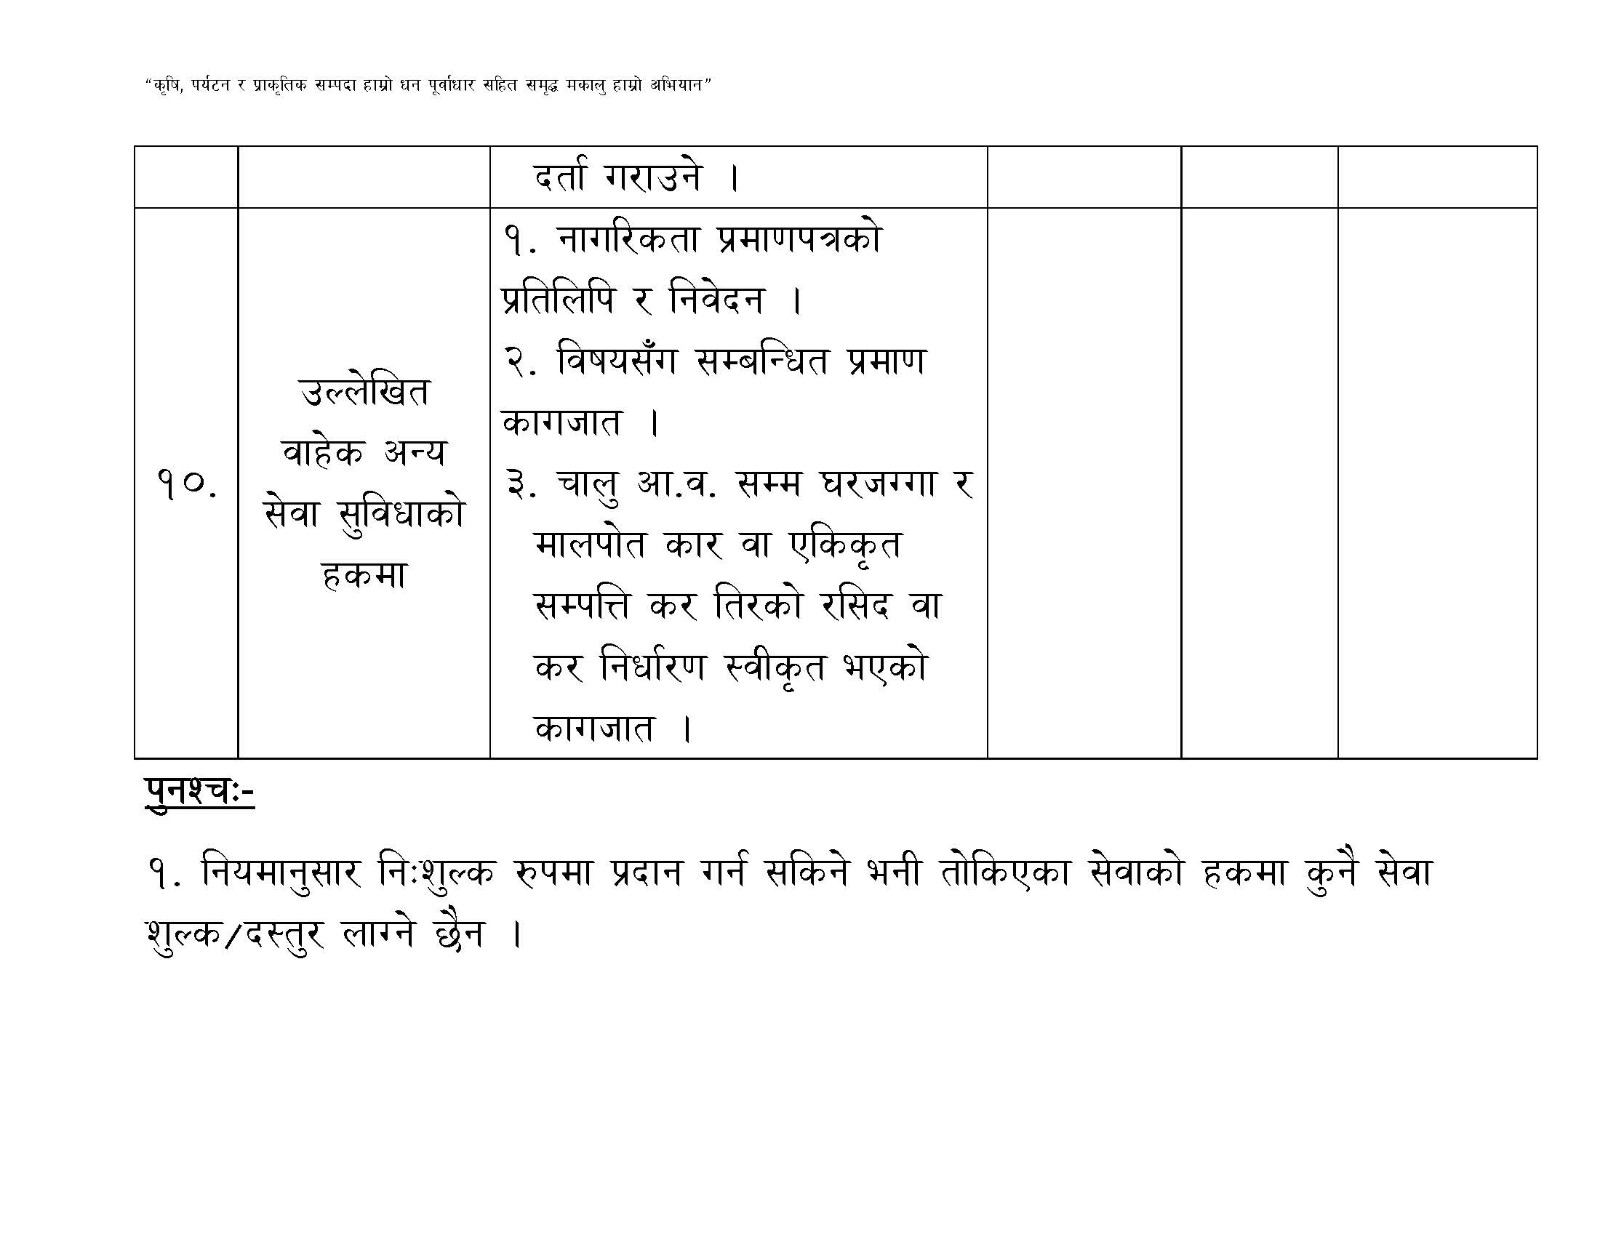 “कृषि, पर्यटन र प्राकृतिक सम्पदा हाम्रो धन पूर्वाधार सहित समृद्ध मकालु हाम्रो अभियान”
दर्ता गराउने ।
१०.
उल्लेखित
वाहेक अन्य
सेवा सुविधाको
हकमा
१. नागरिकता प्रमाणपत्रको
प्रतिलिपि र निवेदन ।
२. विषयसँग सम्बन्धित प्रमाण
कागजात ।
३. चालु आ.व. सम्म घरजग्गा र
मालपोत कार वा एकिकृत
सम्पत्ति कर तिरको रसिद वा
कर निर्धारण स्वीकृत भएको
कागजात ।
पुनश्चः-
१. नियमानुसार निःशुल्क रुपमा प्रदान गर्न सकिने भनी तोकिएका सेवाको हकमा कुनै सेवा
शुल्क/दस्तुर लाग्ने छैन ।